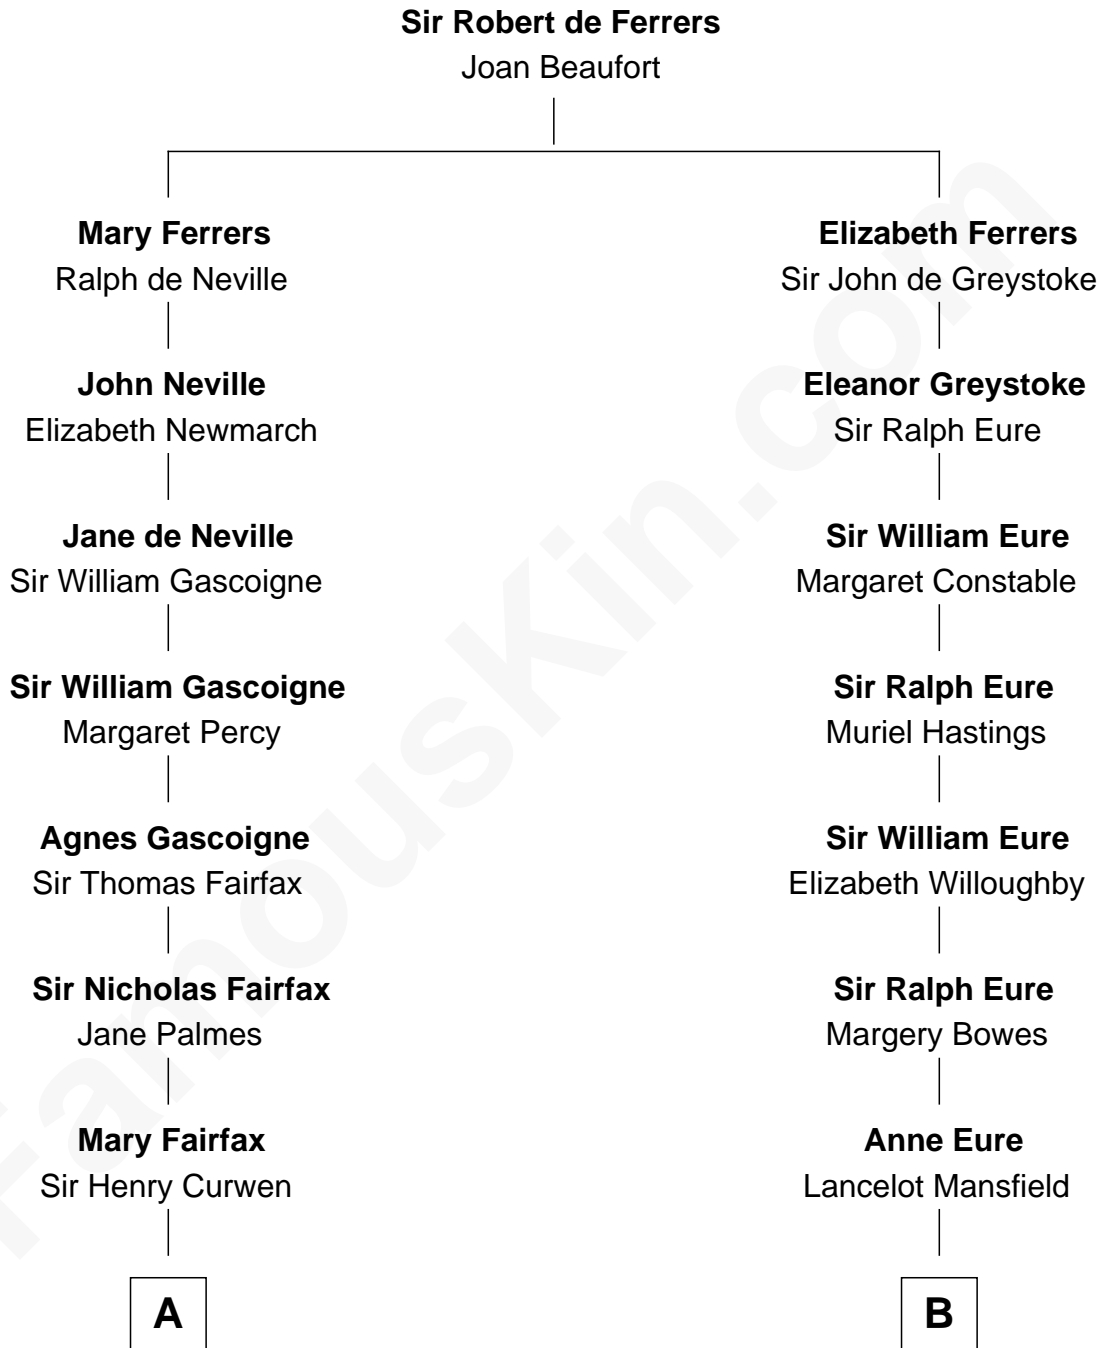 Sir Robert de Ferrers
Joan Beaufort
Mary Ferrers
Ralph de Neville
Elizabeth Ferrers
Sir John de Greystoke
John Neville
Elizabeth Newmarch
Eleanor Greystoke
Sir Ralph Eure
Jane de Neville
Sir William Gascoigne
Sir William Eure
Margaret Constable
Sir William Gascoigne
Margaret Percy
Sir Ralph Eure
Muriel Hastings
Agnes Gascoigne
Sir Thomas Fairfax
Sir William Eure
Elizabeth Willoughby
Sir Nicholas Fairfax
Jane Palmes
Sir Ralph Eure
Margery Bowes
Mary Fairfax
Sir Henry Curwen
Anne Eure
Lancelot Mansfield
A
B
FamousKin.com